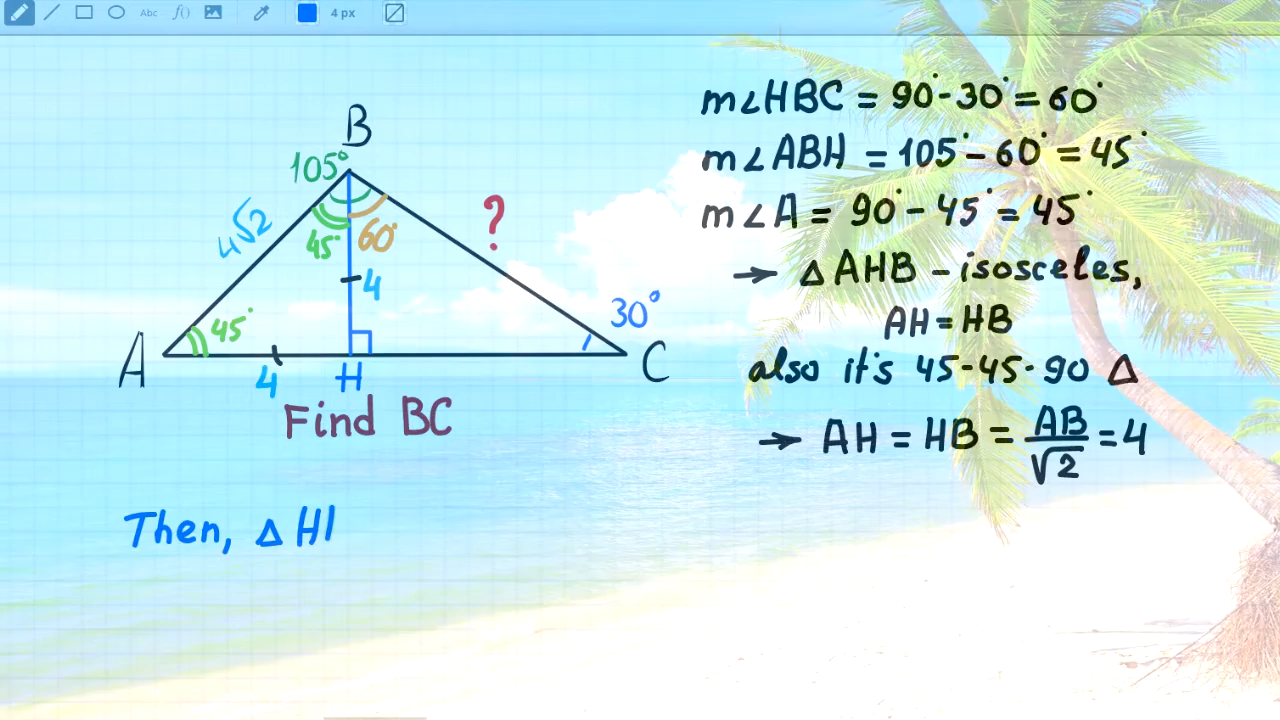 Abc f() 4 px
B
105°
4√2
?
45° 60°
4
30°
45°
A
C
4 H
Find BC
m∠HBC = 90° - 30° = 60°
m∠ABH = 105° - 60° = 45°
m∠A = 90° - 45° = 45°
→ △AHB - isosceles,
AH = HB
also it's 45-45-90 △
→ AH = HB = AB/√2 = 4
Then, △ HI